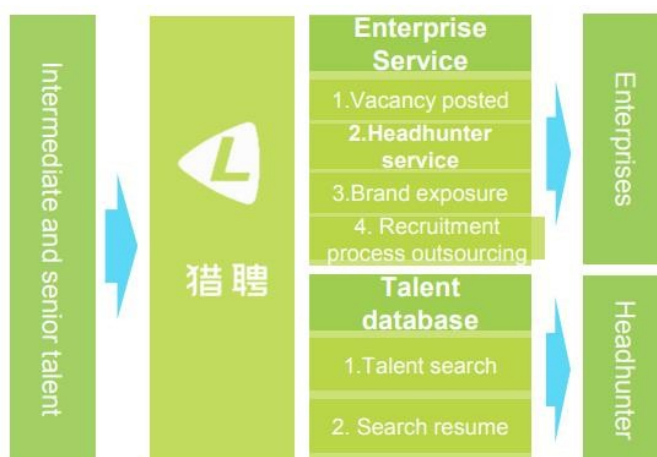 Intermediate and senior talent
L
猎聘
Enterprise
Service
1.Vacancy posted
2.Headhunter
service
3.Brand exposure
4. Recruitment
process outsourcing
Talent
database
1.Talent search
2. Search resume
Enterprises
Headhunter